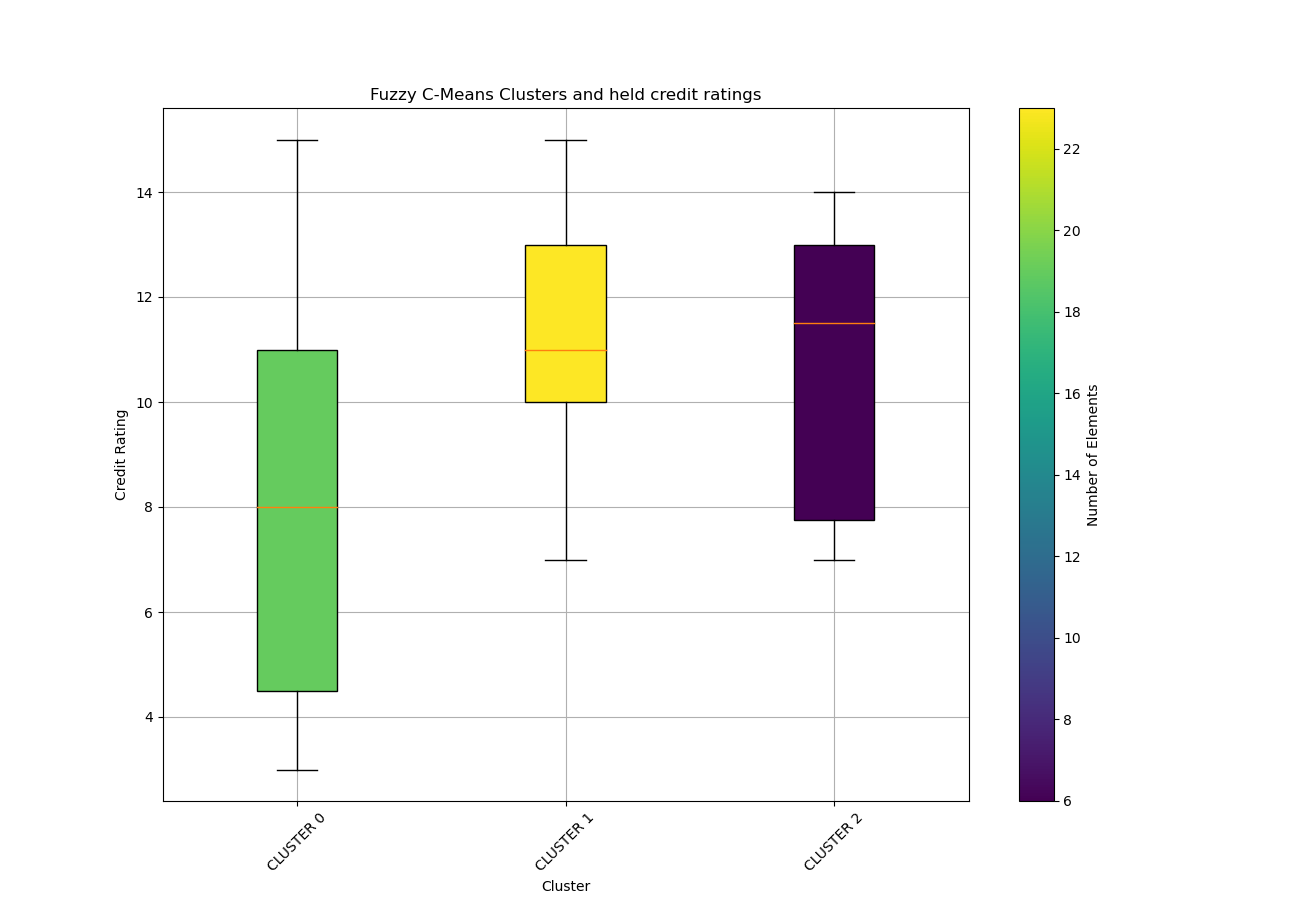 Fuzzy C-Means Clusters and held credit ratings
Credit Rating
14
12
10
8
6
4
CLUSTER 0
CLUSTER 1
CLUSTER 2
Cluster
22
20
18
16
14
12
10
8
6
Number of Elements